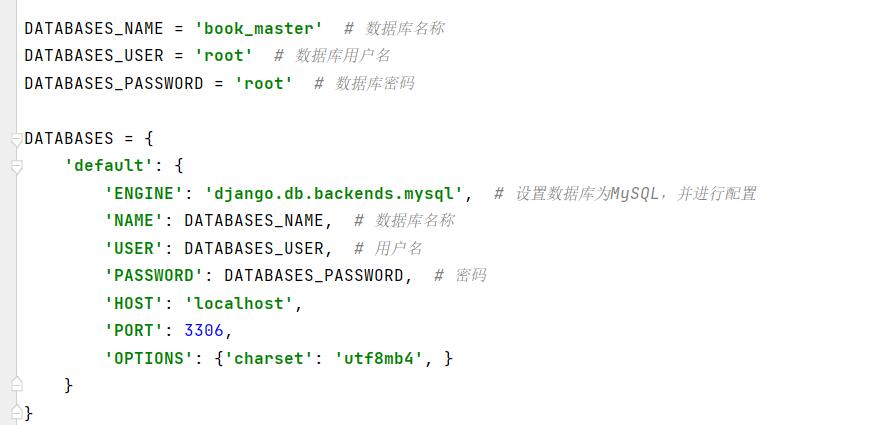 DATABASES_NAME = 'book_master'  # 数据库名称
DATABASES_USER = 'root'  # 数据库用户名
DATABASES_PASSWORD = 'root'  # 数据库密码
DATABASES = {
    'default': {
        'ENGINE': 'django.db.backends.mysql',  # 设置数据库为MySQL，并进行配置
        'NAME': DATABASES_NAME,  # 数据库名称
        'USER': DATABASES_USER,  # 用户名
        'PASSWORD': DATABASES_PASSWORD,  # 密码
        'HOST': 'localhost',
        'PORT': 3306,
        'OPTIONS': {'charset': 'utf8mb4', }
    }
}